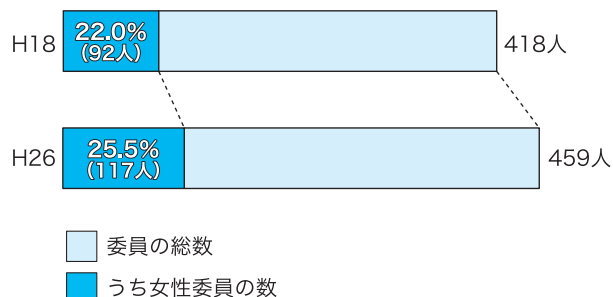 H18
22.0%
(92人)
418人
H26
25.5%
(117人)
459人
委員の総数
うち女性委員の数